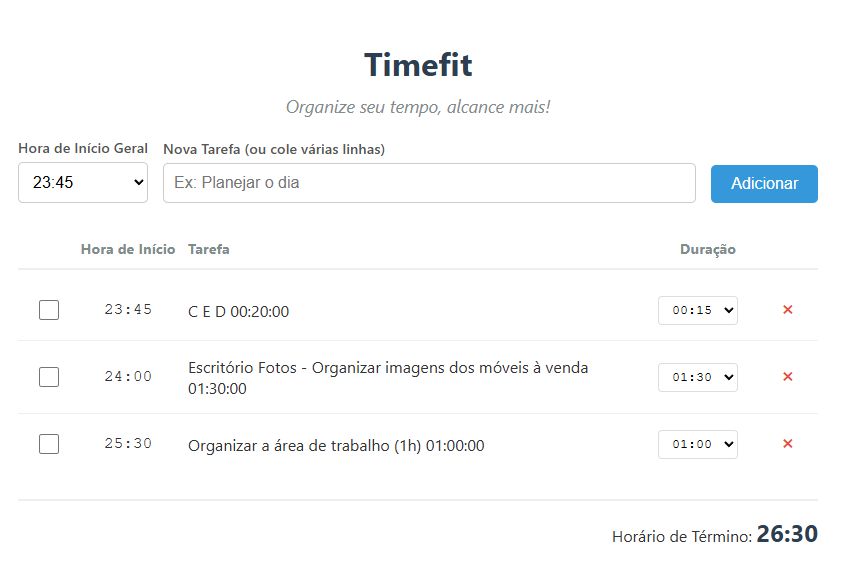 Timefit
Organize seu tempo, alcance mais!
Hora de Início Geral
Nova Tarefa (ou cole várias linhas)
23:45
Ex: Planejar o dia
Adicionar
Hora de Início Tarefa Duração
23:45 C E D 00:20:00 00:15 ×
24:00 Escritório Fotos - Organizar imagens dos móveis à venda
01:30:00 01:30 ×
25:30 Organizar a área de trabalho (1h) 01:00:00 01:00 ×
Horário de Término: 26:30